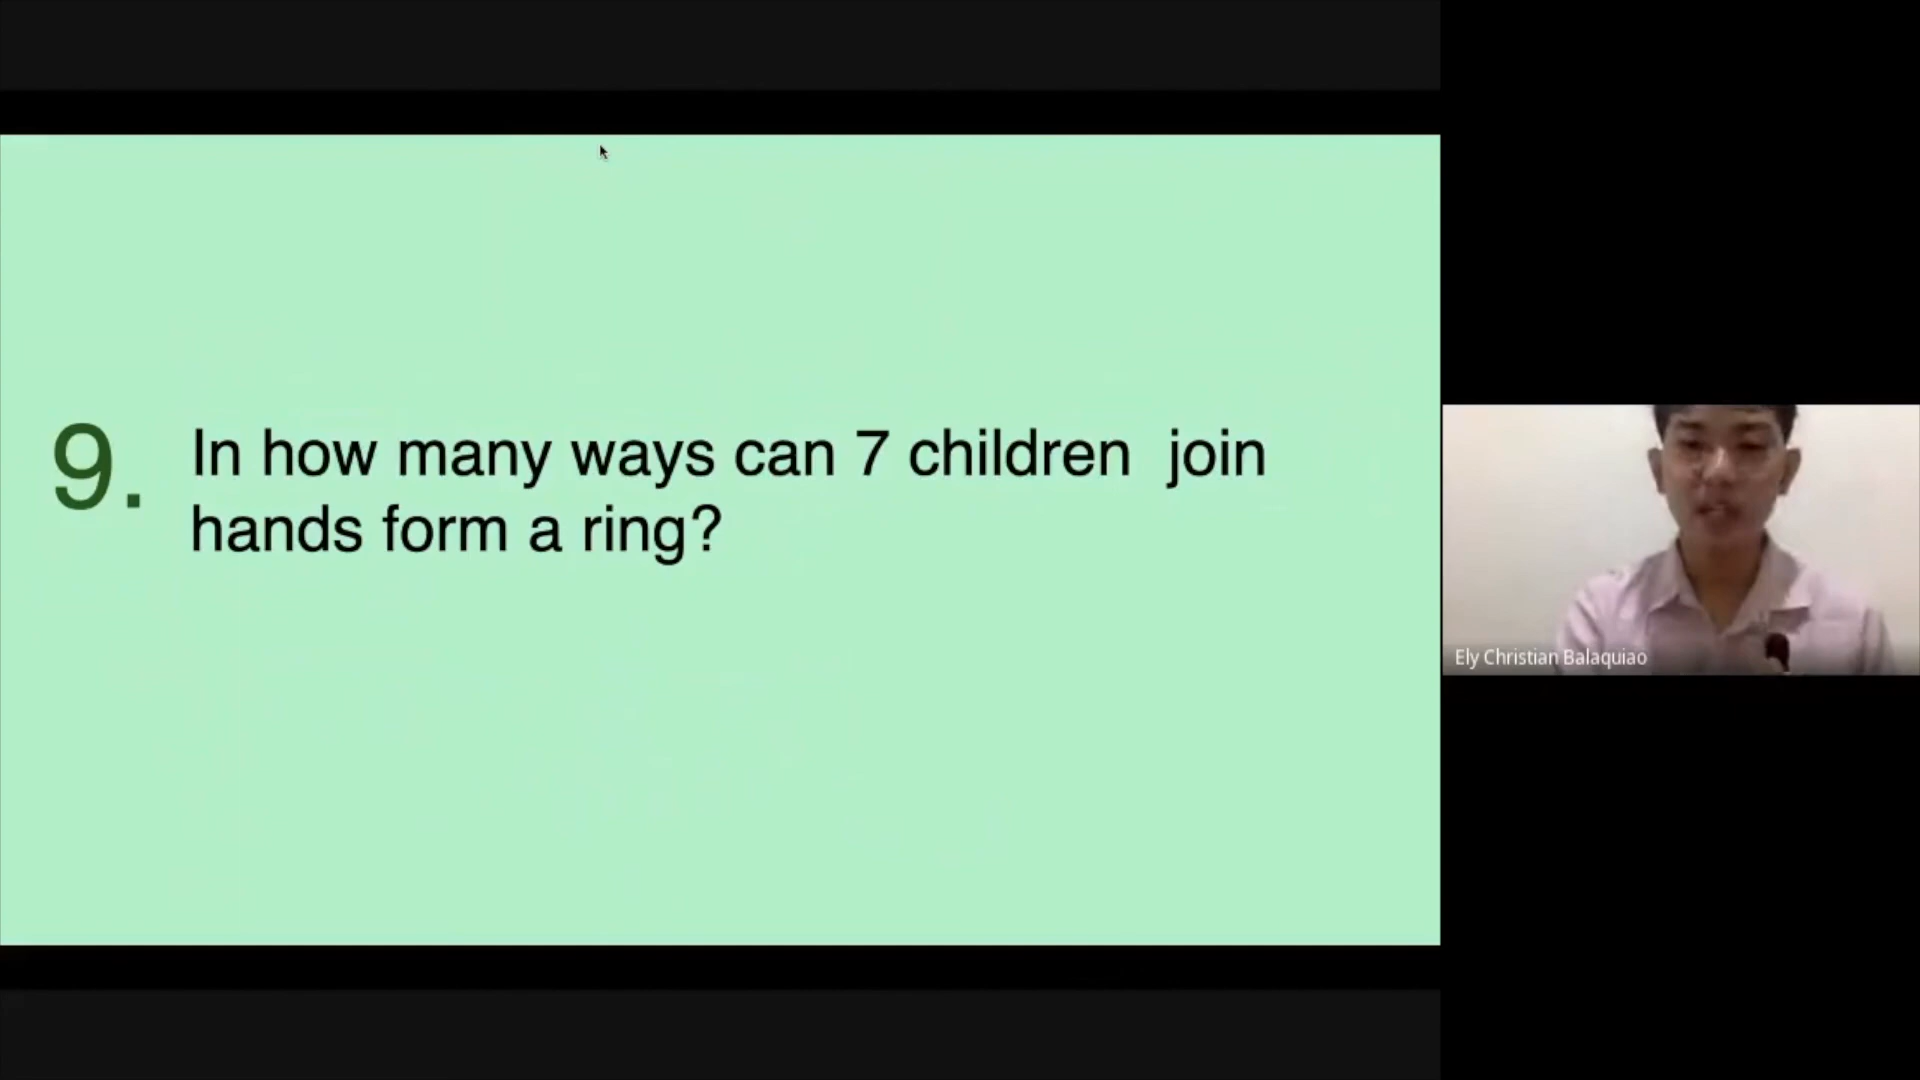 9. In how many ways can 7 children  join
hands form a ring?
Ely Christian Balaquiao